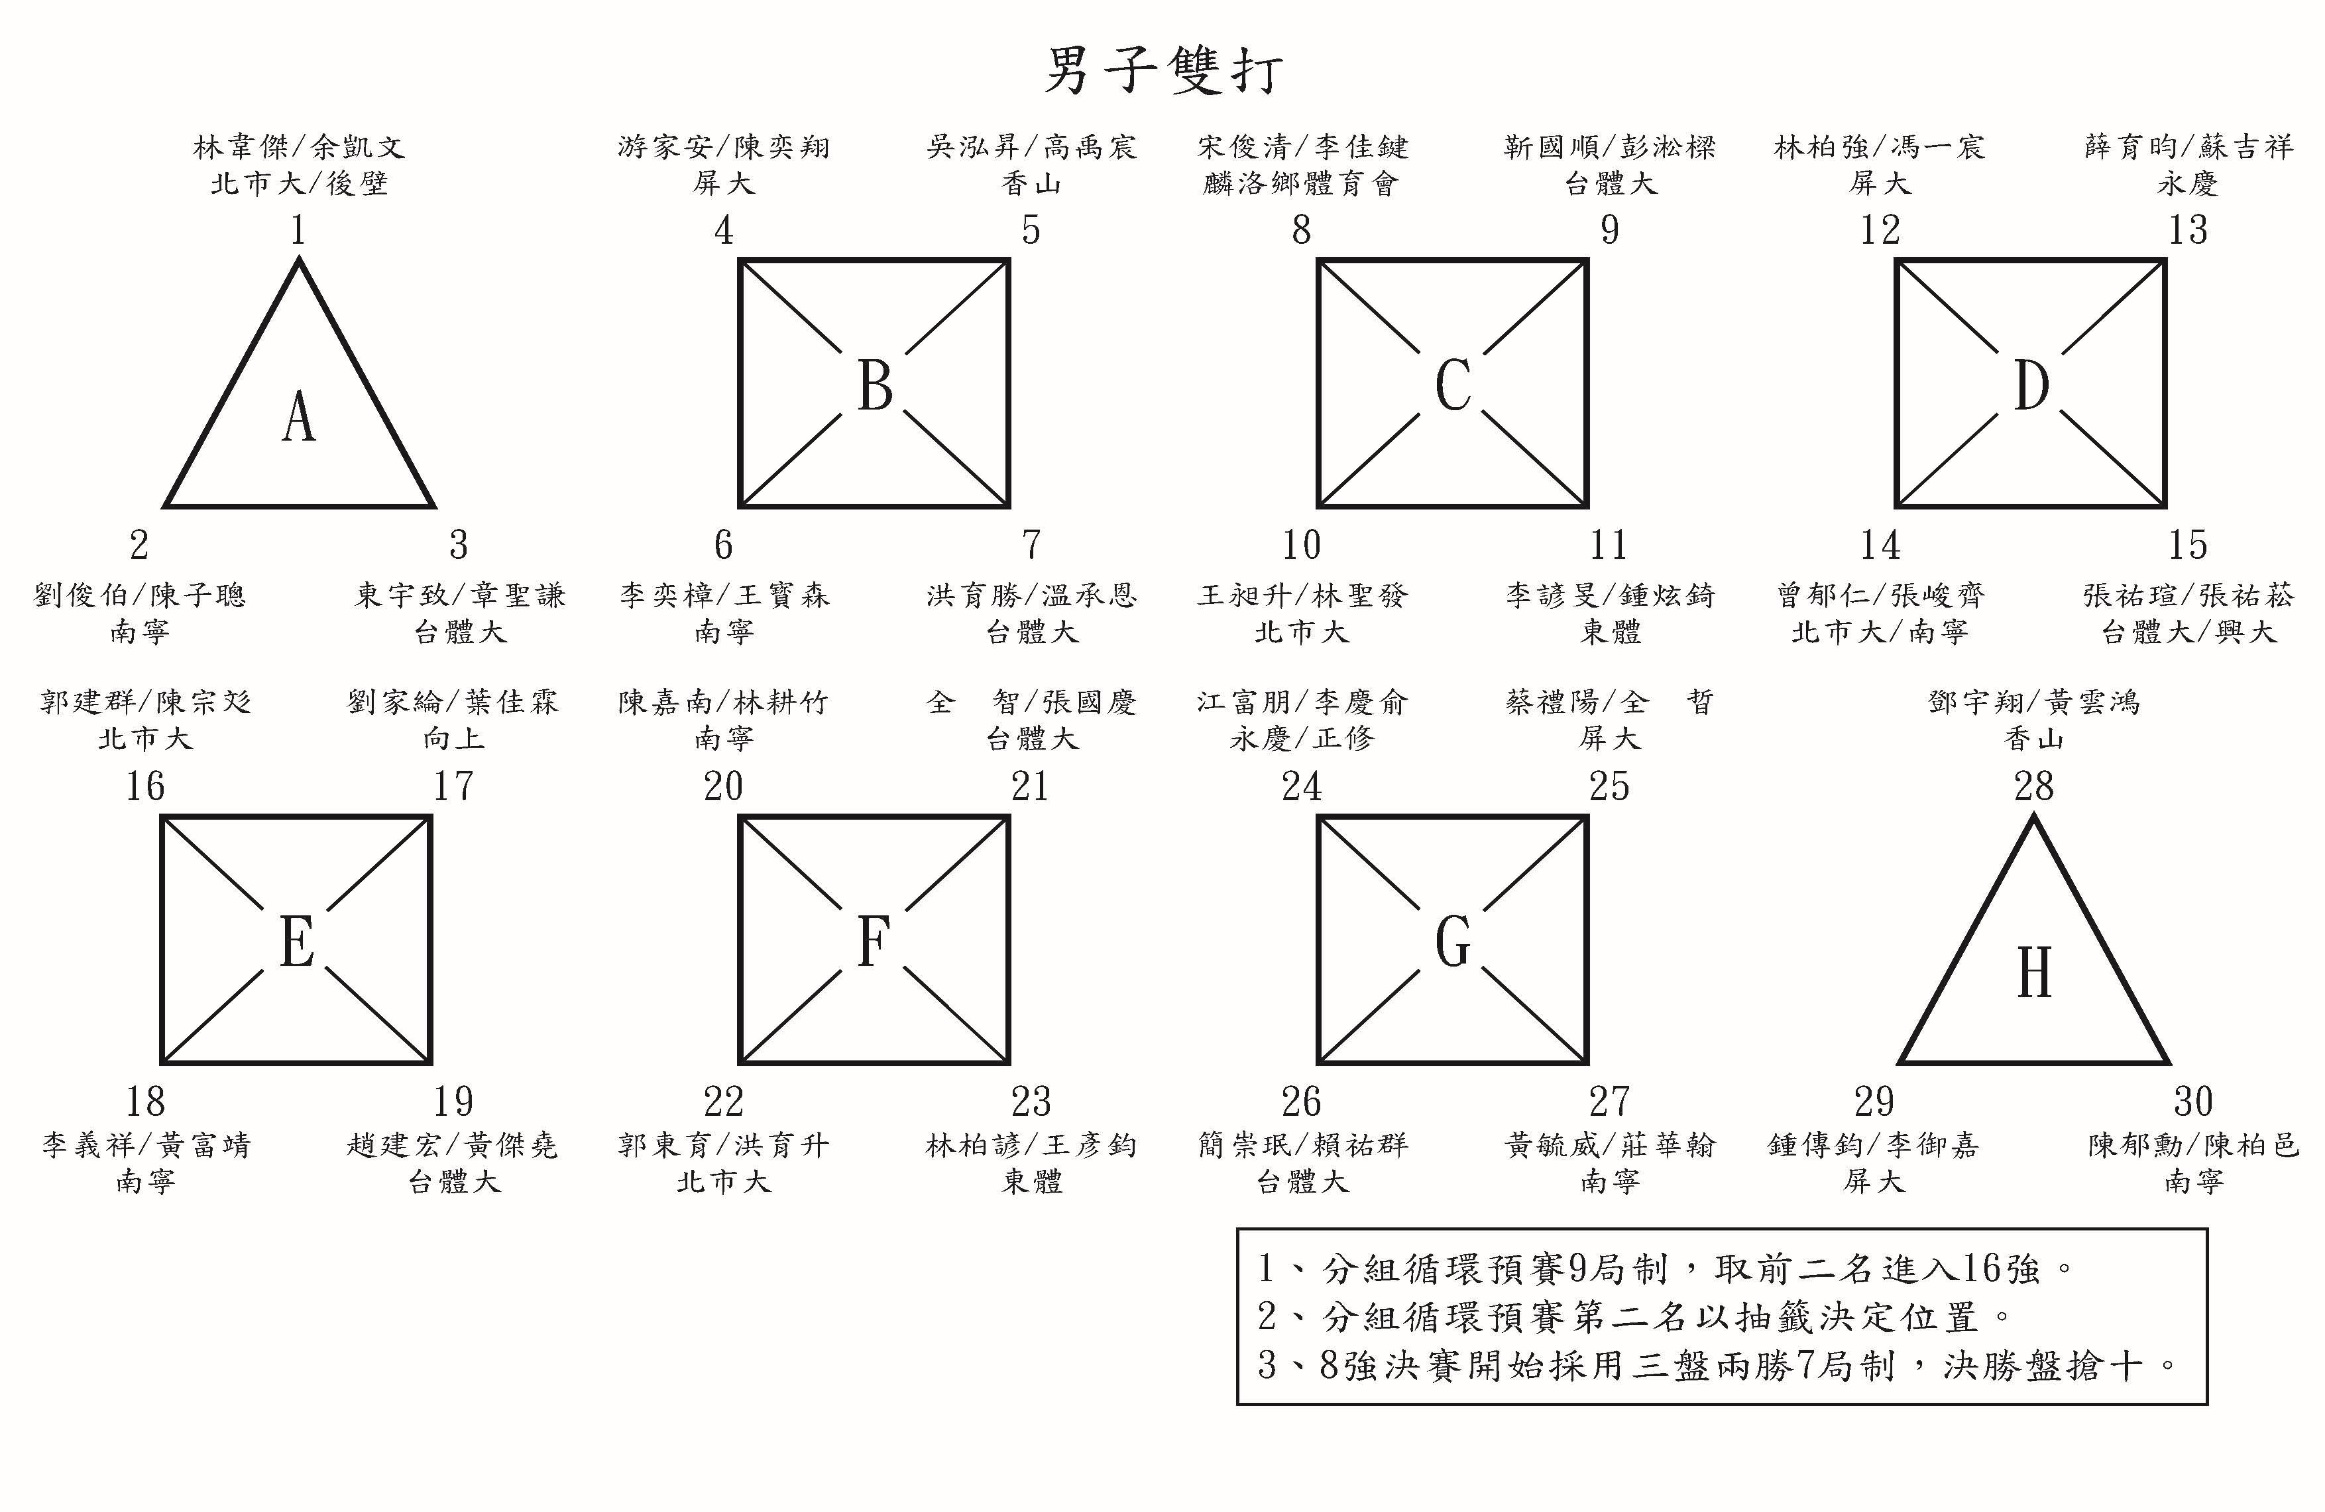 男子雙打
林韋傑/余凱文
北市大/後壁
1
A
2
劉俊伯/陳子聰
南寧
3
東宇致/章聖謙
台體大
游家安/陳奕翔
屏大
4
吳泓昇/高禹宸
香山
5
B
6
李奕樟/王寶森
南寧
7
洪育勝/溫承恩
台體大
宋俊清/李佳鍵
麟洛鄉體育會
8
靳國順/彭淞樑
台體大
9
C
10
王昶升/林聖發
北市大
11
李諺旻/鍾炫錡
東體
林柏強/馮一宸
屏大
12
薛育昀/蘇吉祥
永慶
13
D
14
曾郁仁/張峻齊
北市大/南寧
15
張祐瑄/張祐菘
台體大/興大
郭建群/陳宗彣
北市大
16
劉家綸/葉佳霖
向上
17
E
18
李義祥/黃富靖
南寧
19
趙建宏/黃傑堯
台體大
陳嘉南/林耕竹
南寧
20
全　智/張國慶
台體大
21
F
22
郭東育/洪育升
北市大
23
林柏諺/王彥鈞
東體
江富朋/李慶俞
永慶/正修
24
蔡禮陽/全　晢
屏大
25
G
26
簡崇珉/賴祐群
台體大
27
黃毓威/莊華翰
南寧
鄧宇翔/黃雲鴻
香山
28
H
29
鍾傳鈞/李御嘉
屏大
30
陳郁勳/陳柏邑
南寧
1、分組循環預賽9局制，取前二名進入16強。
2、分組循環預賽第二名以抽籤決定位置。
3、8強決賽開始採用三盤兩勝7局制，決勝盤搶十。